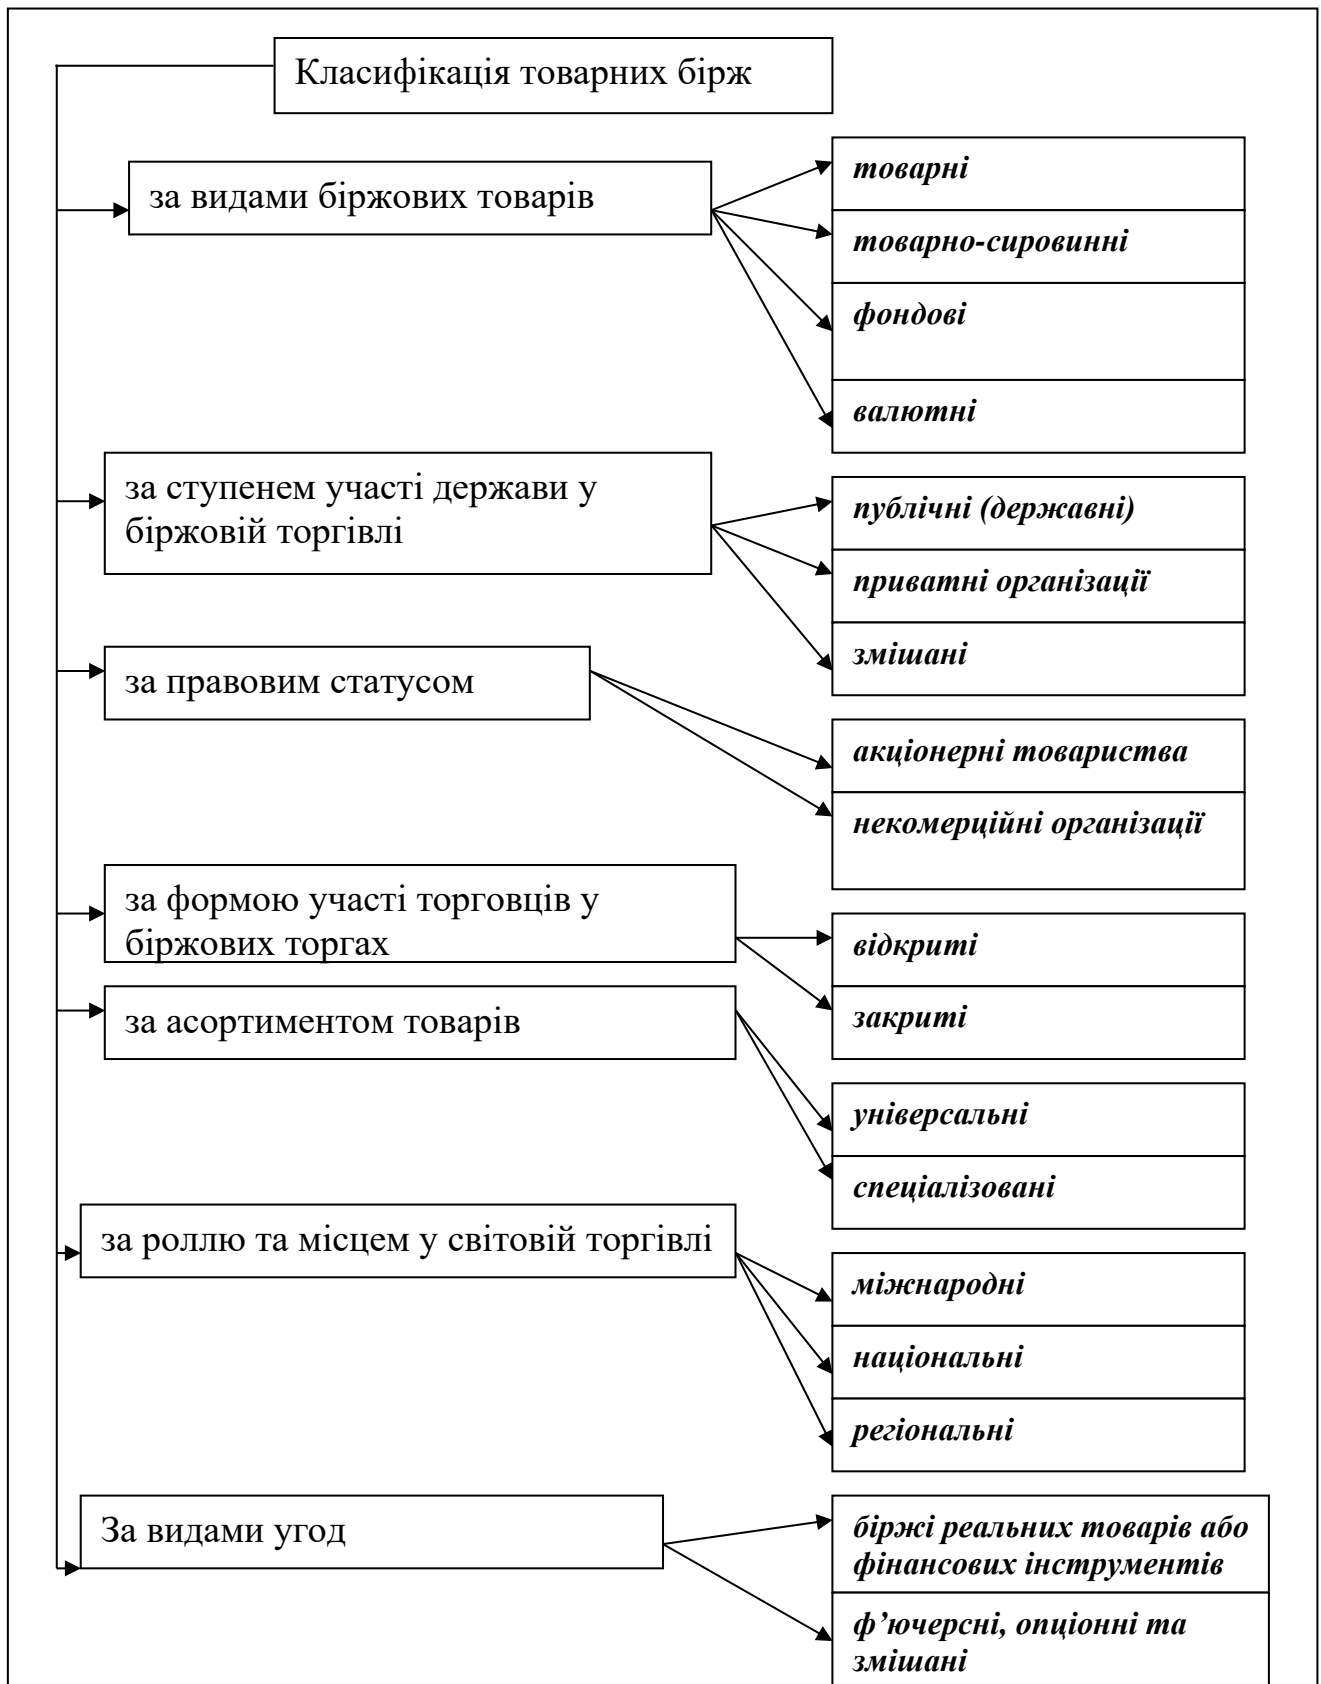 Класифікація товарних бірж
за видами біржових товарів
товарні
товарно-сировинні
фондові
валютні
за ступенем участі держави у
біржовій торгівлі
публічні (державні)
приватні організації
змішані
за правовим статусом
акціонерні товариства
некомерційні організації
за формою участі торговців у
біржових торгах
відкриті
закриті
за асортиментом товарів
універсальні
спеціалізовані
за роллю та місцем у світовій торгівлі
міжнародні
національні
регіональні
За видами угод
біржі реальних товарів або
фінансових інструментів
ф’ючерсні, опціонні та
змішані